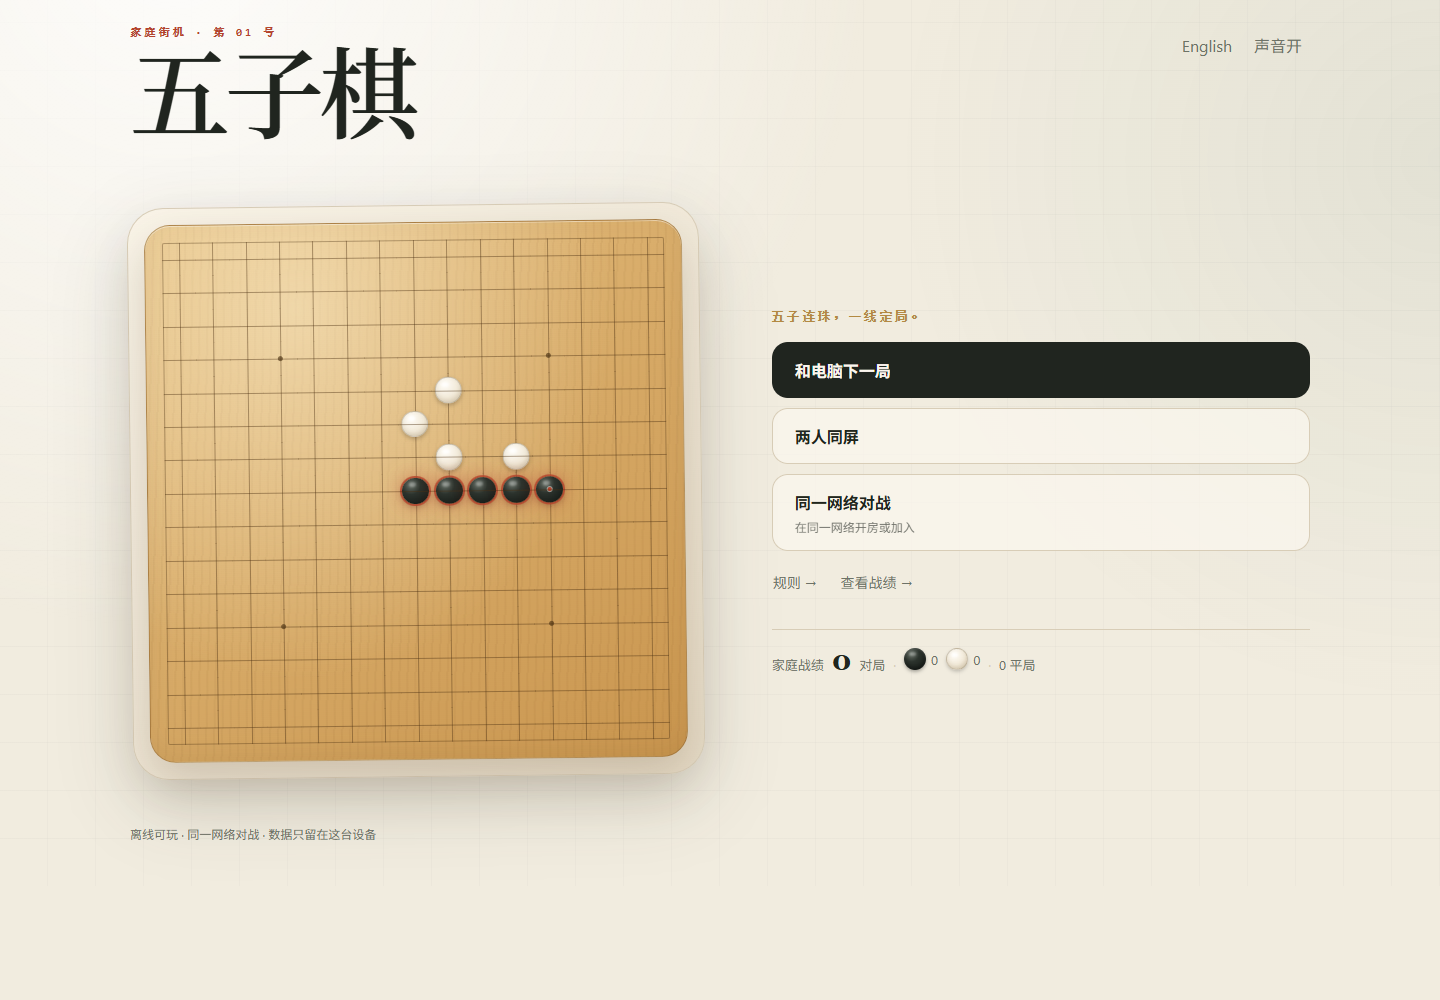 家庭街机 · 第 01 号
五子棋
English 声音开
五子连珠，一线定局。
和电脑下一局
两人同屏
同一网络对战
在同一网络开房或加入
规则 → 查看战绩 →
家庭战绩 0 对局 · 0 0 · 0 平局
离线可玩 · 同一网络对战 · 数据只留在这台设备